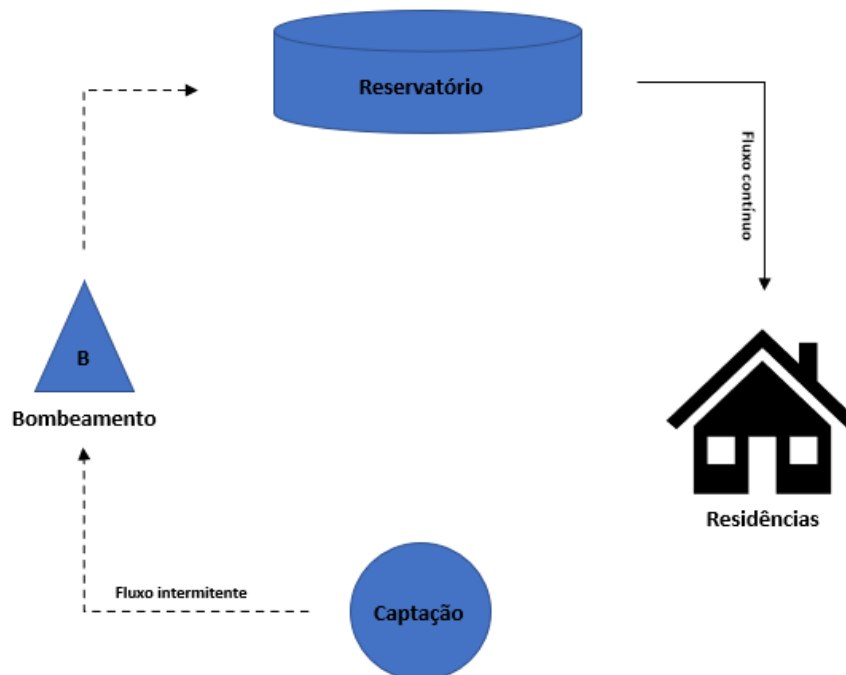 Reservatório
Fluxo contínuo
B
Bombeamento
Residências
Fluxo intermitente
Captação